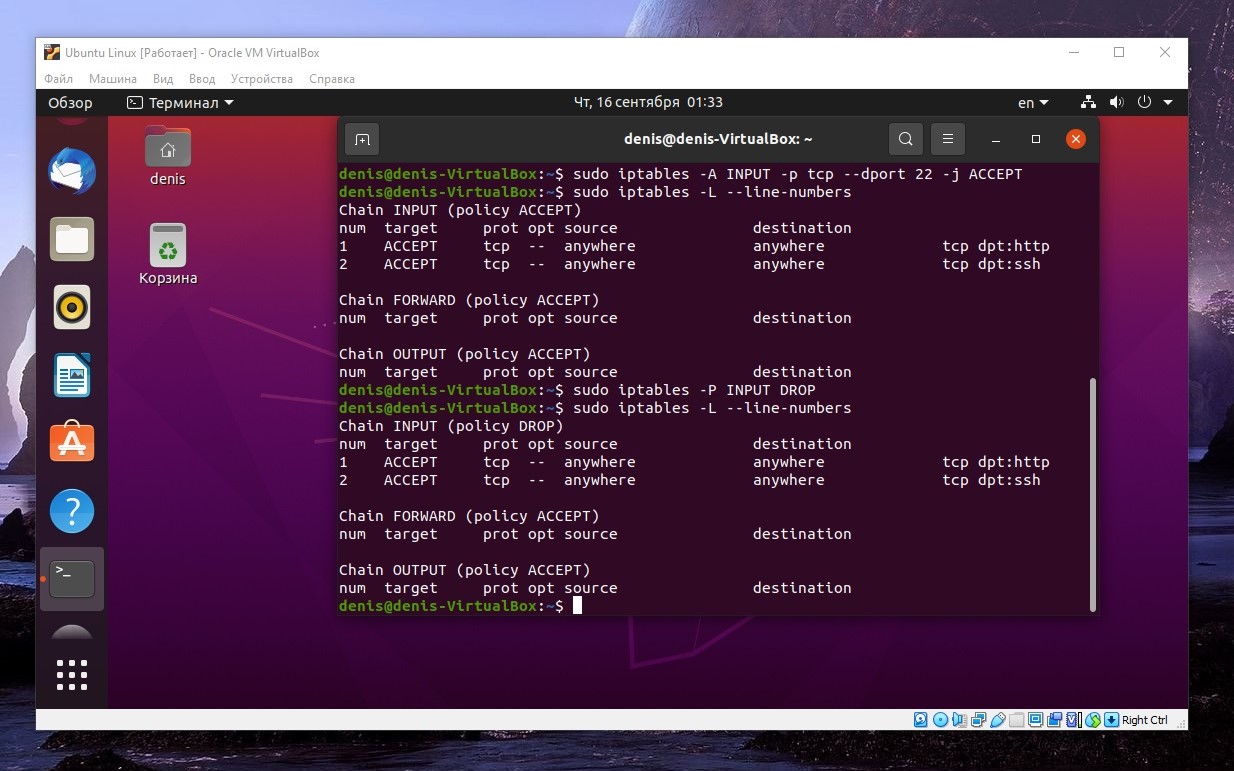 Ubuntu Linux [Работает] - Oracle VM VirtualBox
Файл Машина Вид Ввод Устройства Справка
Обзор Терминал Чт, 16 сентября 01:33 en
denis@denis-VirtualBox: ~
denis
Корзина
denis@denis-VirtualBox:~$ sudo iptables -A INPUT -p tcp --dport 22 -j ACCEPT
denis@denis-VirtualBox:~$ sudo iptables -L --line-numbers
Chain INPUT (policy ACCEPT)
num target prot opt source destination
1 ACCEPT tcp -- anywhere anywhere tcp dpt:http
2 ACCEPT tcp -- anywhere anywhere tcp dpt:ssh
Chain FORWARD (policy ACCEPT)
num target prot opt source destination
Chain OUTPUT (policy ACCEPT)
num target prot opt source destination
denis@denis-VirtualBox:~$ sudo iptables -P INPUT DROP
denis@denis-VirtualBox:~$ sudo iptables -L --line-numbers
Chain INPUT (policy DROP)
num target prot opt source destination
1 ACCEPT tcp -- anywhere anywhere tcp dpt:http
2 ACCEPT tcp -- anywhere anywhere tcp dpt:ssh
Chain FORWARD (policy ACCEPT)
num target prot opt source destination
Chain OUTPUT (policy ACCEPT)
num target prot opt source destination
denis@denis-VirtualBox:~$
Right Ctrl